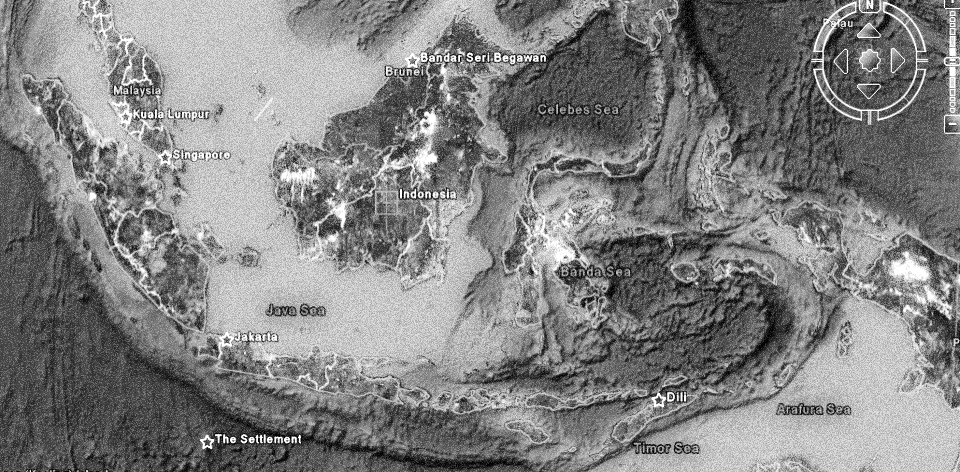 N
Palau
Bandar Seri Begawan
Brunei
Malaysia
Celebes Sea
Kuala Lumpur
Singapore
Indonesia
Banda Sea
Java Sea
Jakarta
Dili
Arafura Sea
The Settlement
Timor Sea